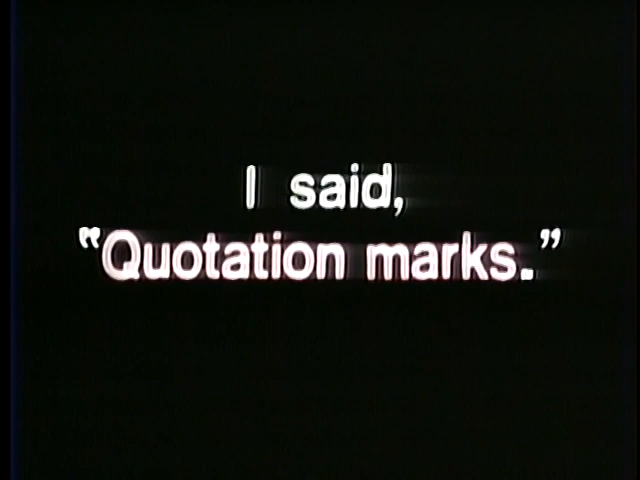 I said,
“Quotation marks.”